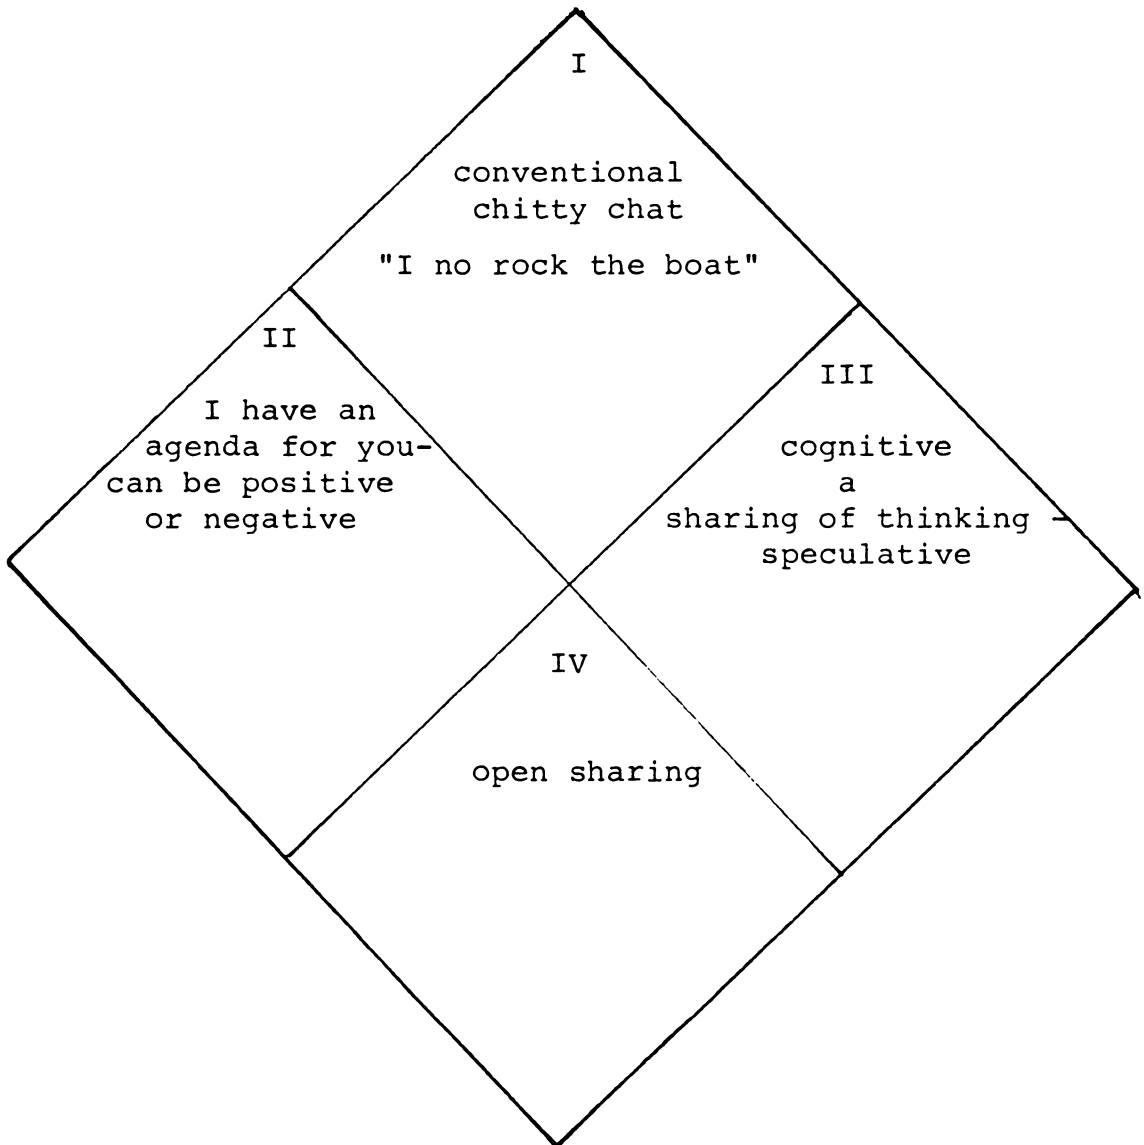 I
conventional
chitty chat
"I no rock the boat"
II
I have an
agenda for you-
can be positive
or negative
III
cognitive
a
sharing of thinking -
speculative
IV
open sharing